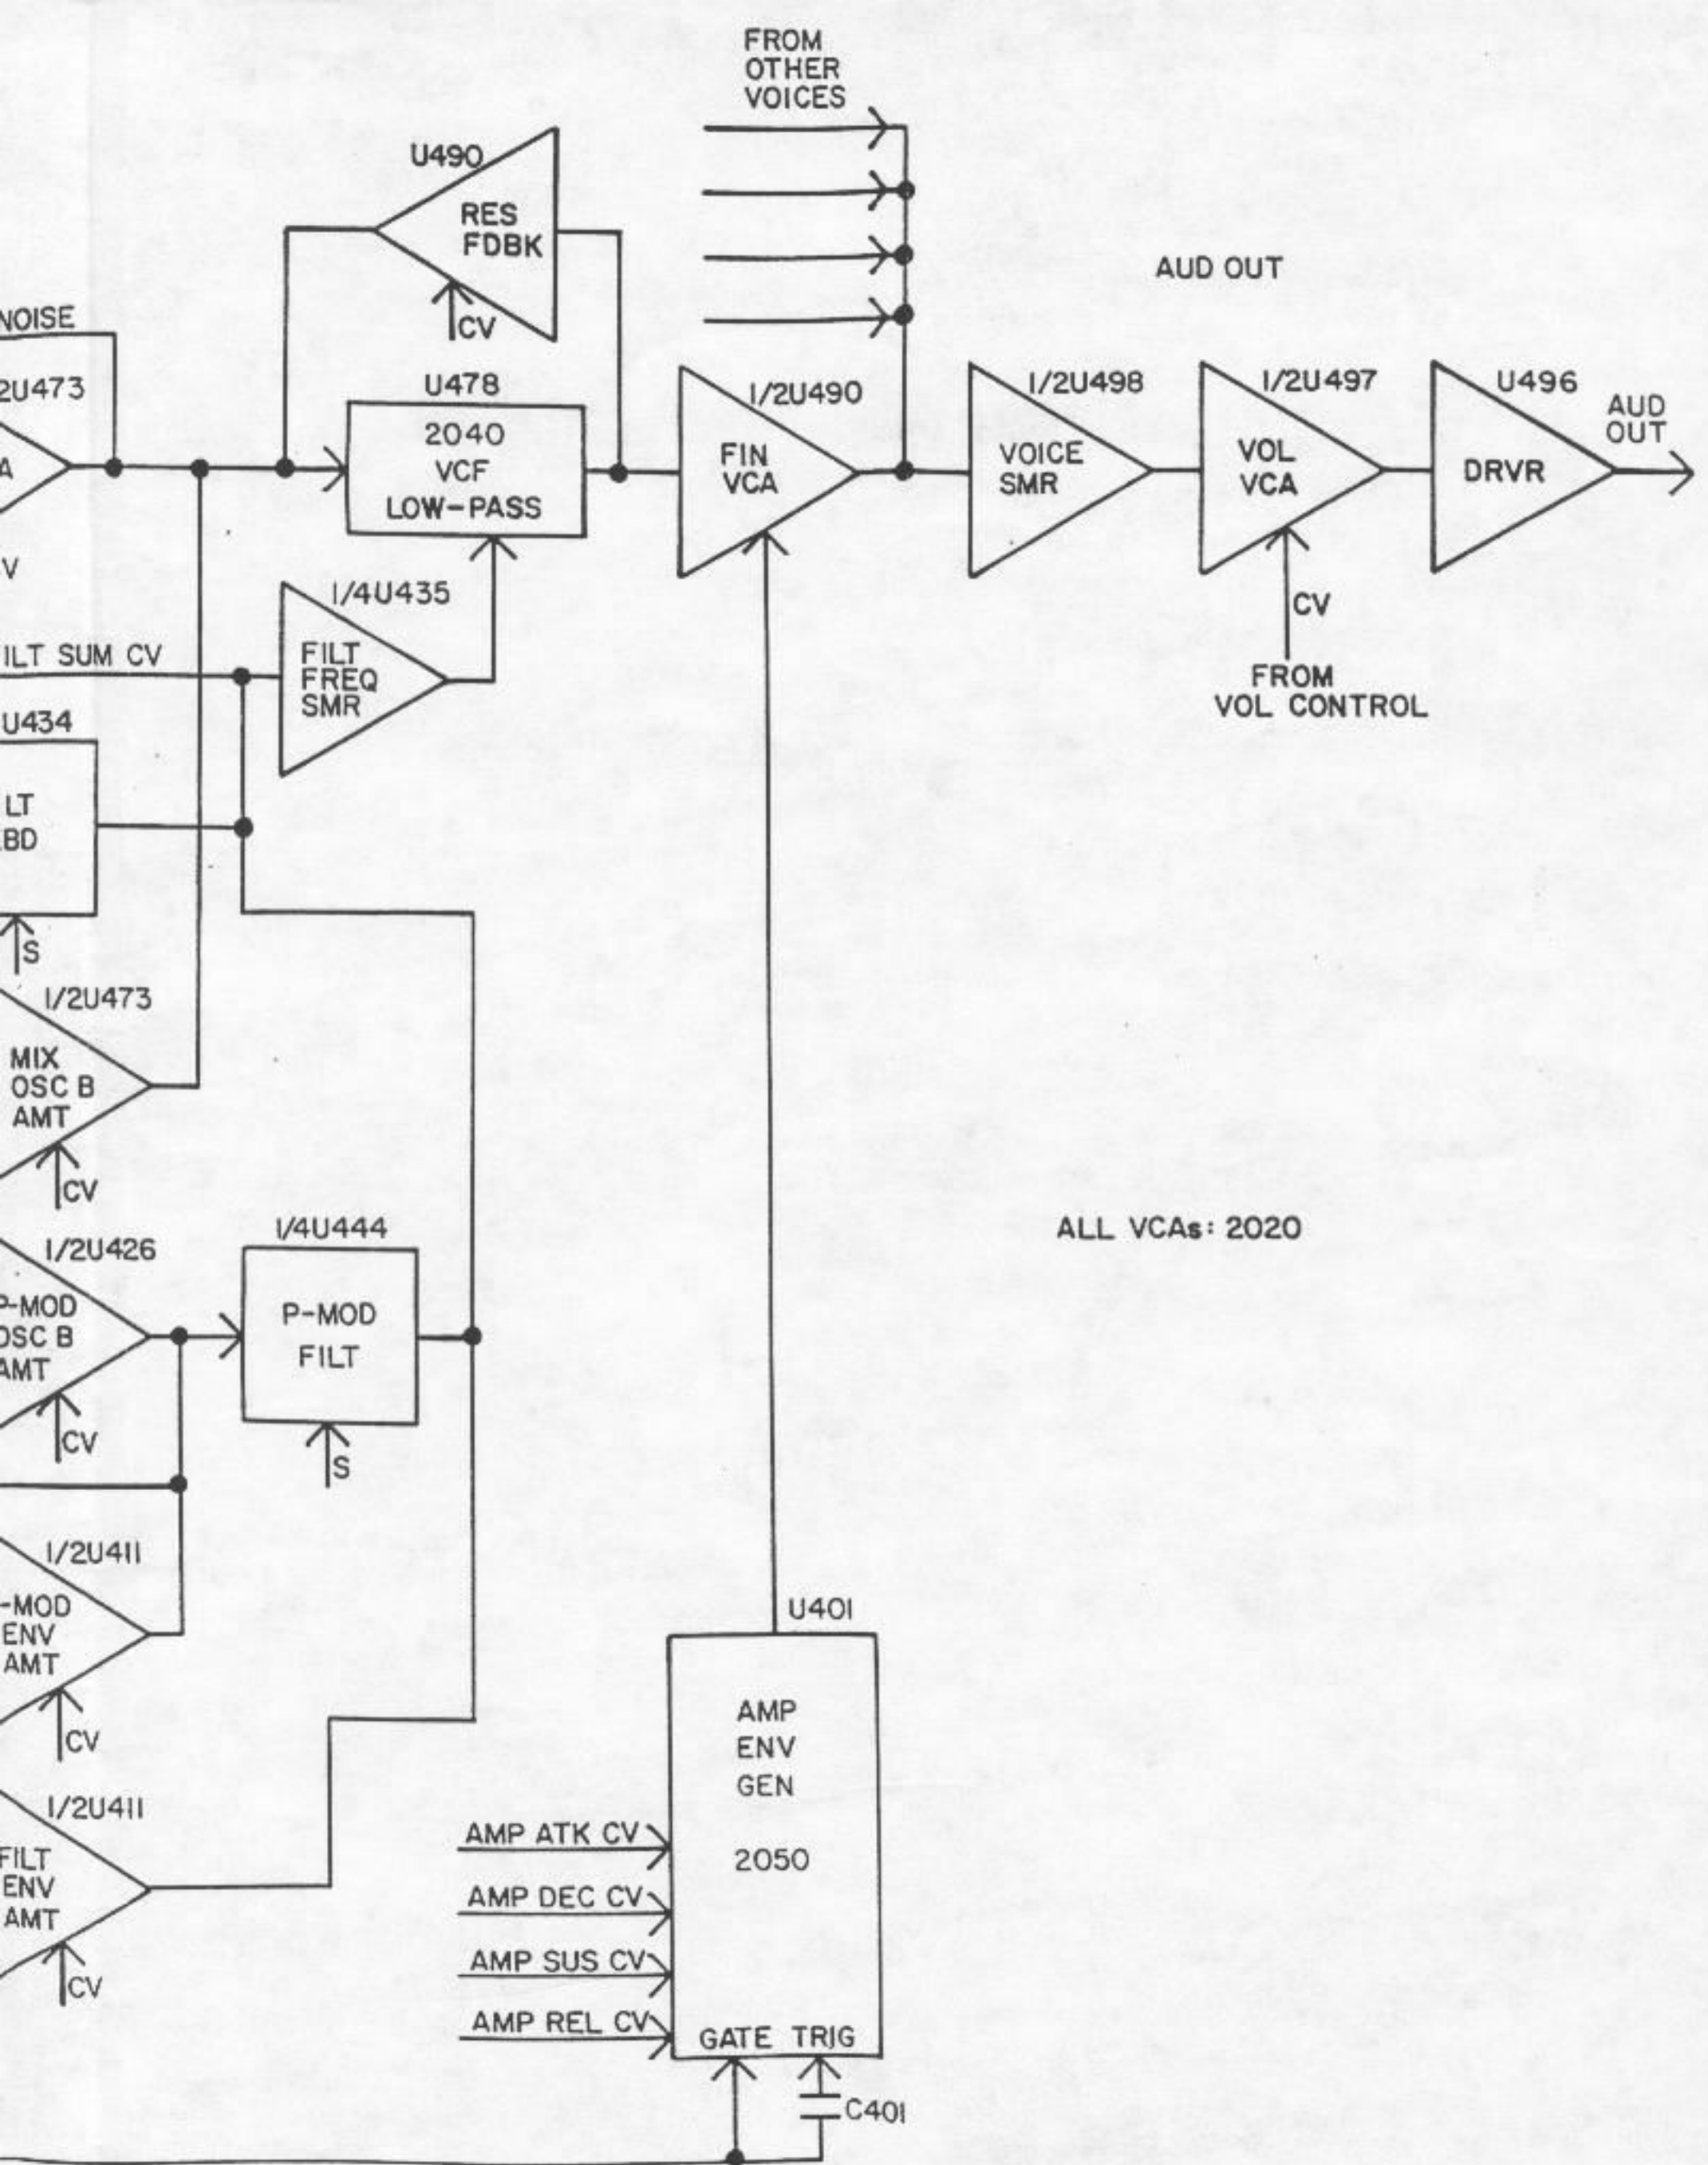 FROM
OTHER
VOICES
U490
RES
FDBK
CV
NOISE
2U473
A
V
U478
2040
VCF
LOW-PASS
1/2U490
FIN
VCA
AUD OUT
1/2U498
VOICE
SMR
1/2U497
VOL
VCA
CV
FROM
VOL CONTROL
U496
DRVR
AUD
OUT
1/4U435
FILT
FREQ
SMR
ILT SUM CV
U434
LT
BD
S
1/2U473
MIX
OSC B
AMT
CV
1/2U426
P-MOD
OSC B
AMT
CV
1/4U444
P-MOD
FILT
S
ALL VCAs: 2020
1/2U411
-MOD
ENV
AMT
CV
1/2U411
FILT
ENV
AMT
CV
U401
AMP
ENV
GEN
2050
AMP ATK CV
AMP DEC CV
AMP SUS CV
AMP REL CV
GATE TRIG
C401